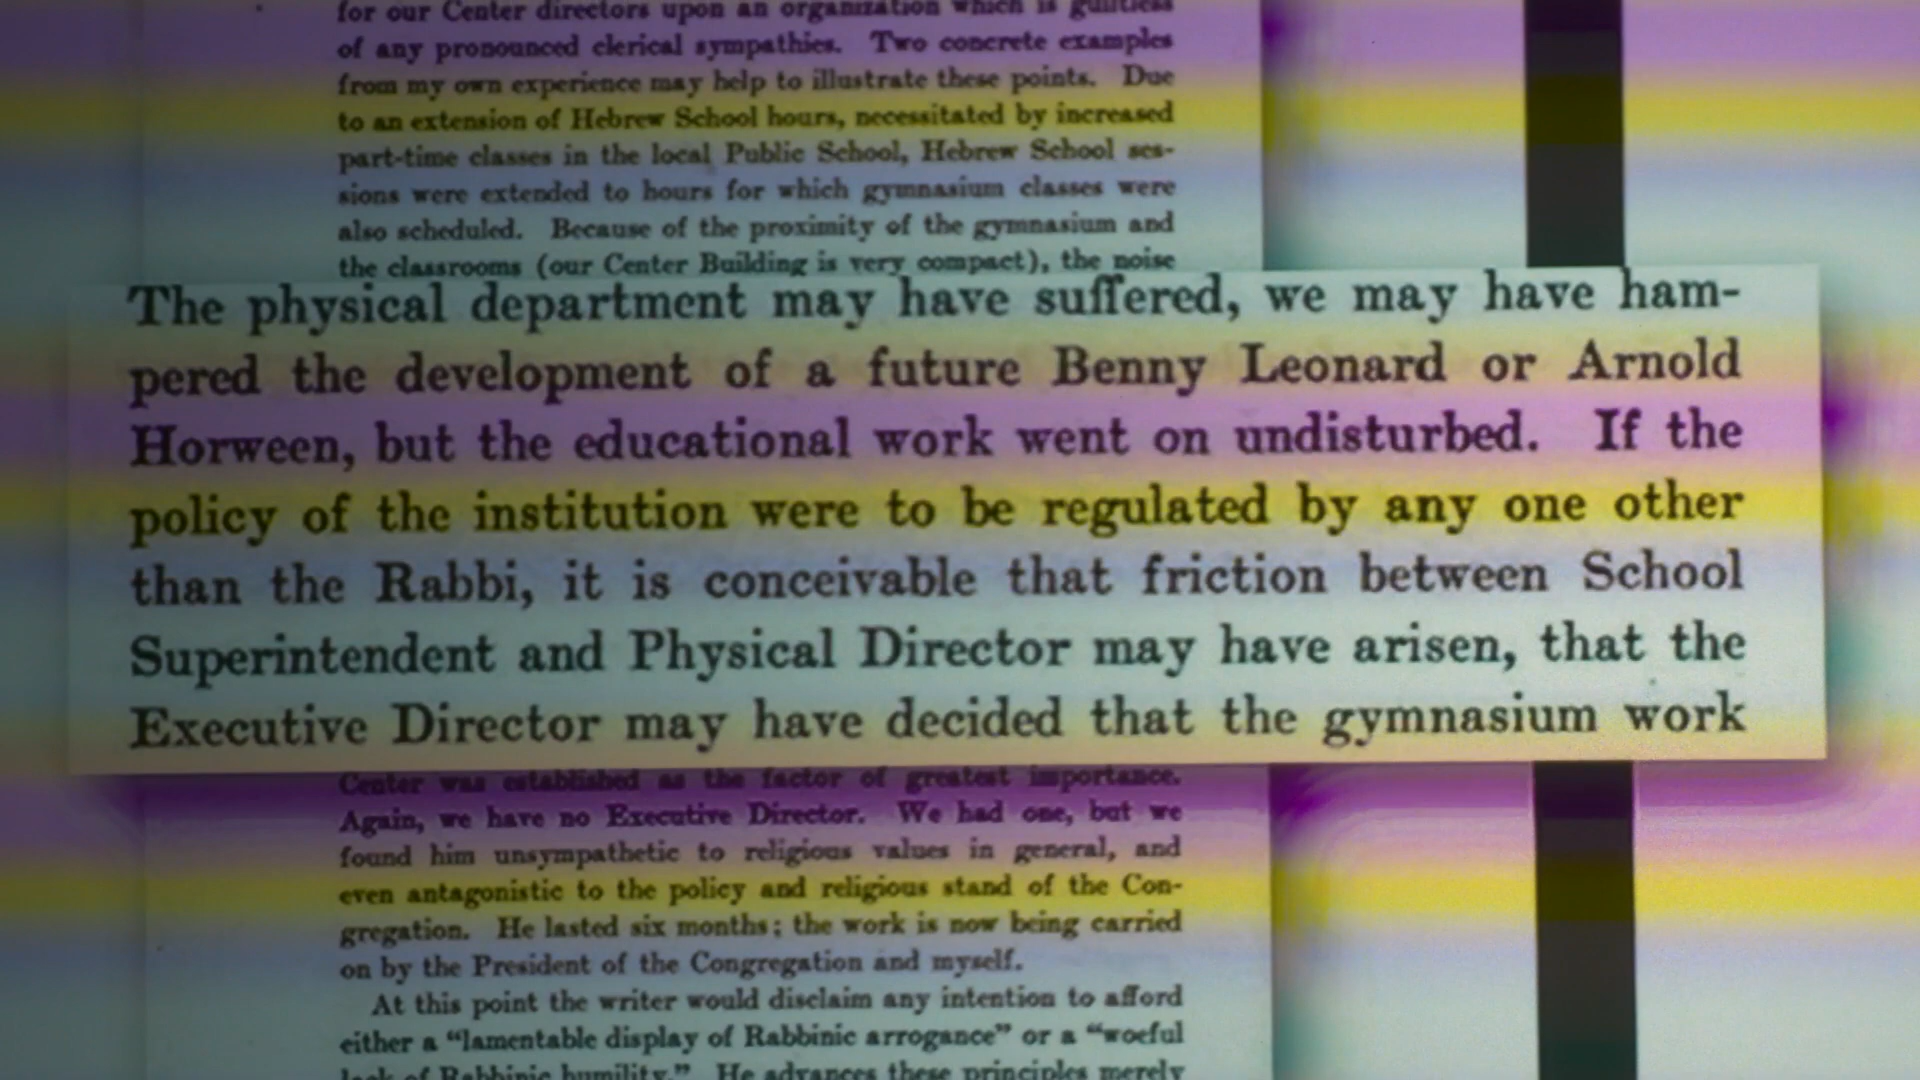 for our Center directors upon an organization which is guiltless
of any pronounced clerical sympathies. Two concrete examples
from my own experience may help to illustrate these points. Due
to an extension of Hebrew School hours, necessitated by increased
part-time classes in the local Public School, Hebrew School ses-
sions were extended to hours for which gymnasium classes were
also scheduled. Because of the proximity of the gymnasium and
the classrooms (our Center Building is very compact), the noise
The physical department may have suffered, we may have ham-
pered the development of a future Benny Leonard or Arnold
Horween, but the educational work went on undisturbed. If the
policy of the institution were to be regulated by any one other
than the Rabbi, it is conceivable that friction between School
Superintendent and Physical Director may have arisen, that the
Executive Director may have decided that the gymnasium work
Center was established as the factor of greatest importance.
Again, we have no Executive Director. We had one, but we
found him unsympathetic to religious values in general, and
even antagonistic to the policy and religious stand of the Con-
gregation. He lasted six months; the work is now being carried
on by the President of the Congregation and myself.
At this point the writer would disclaim any intention to afford
either a "lamentable display of Rabbinic arrogance" or a "woeful
lack of Rabbinic humility." He advances these principles merely